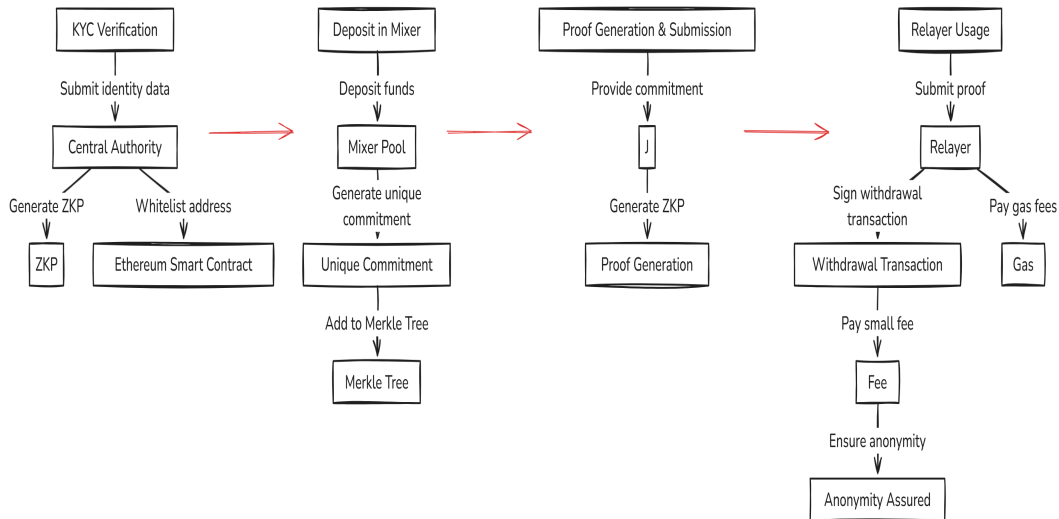 KYC Verification
Submit identity data
Central Authority
Generate ZKP
Whitelist address
ZKP
Ethereum Smart Contract
Deposit in Mixer
Deposit funds
Mixer Pool
Generate unique
commitment
Unique Commitment
Add to Merkle Tree
Merkle Tree
Proof Generation & Submission
Provide commitment
J
Generate ZKP
Proof Generation
Relayer Usage
Submit proof
Relayer
Sign withdrawal
transaction
Pay gas fees
Withdrawal Transaction
Gas
Pay small fee
Fee
Ensure anonymity
Anonymity Assured